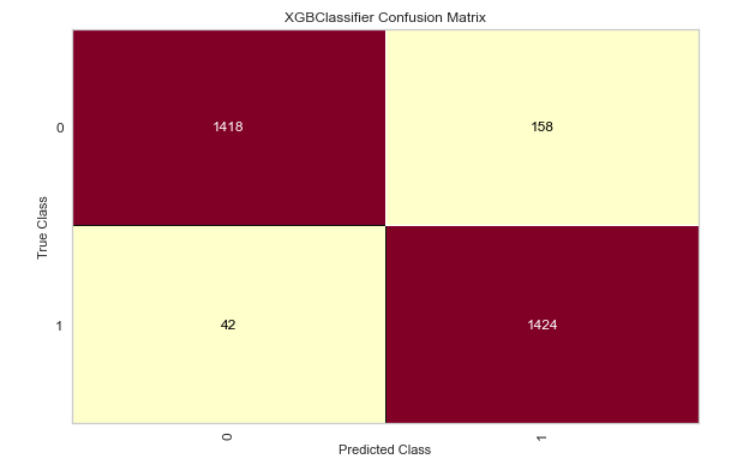 XGBClassifier Confusion Matrix
0
1418
158
True Class
1
42
1424
0
1
Predicted Class